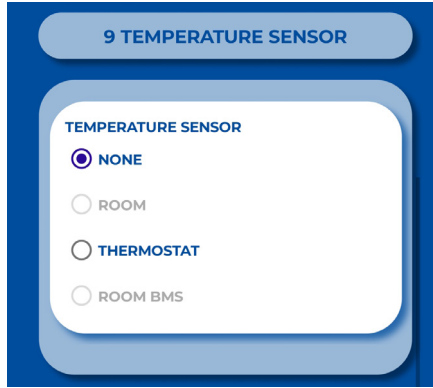 9 TEMPERATURE SENSOR
TEMPERATURE SENSOR
NONE
ROOM
THERMOSTAT
ROOM BMS